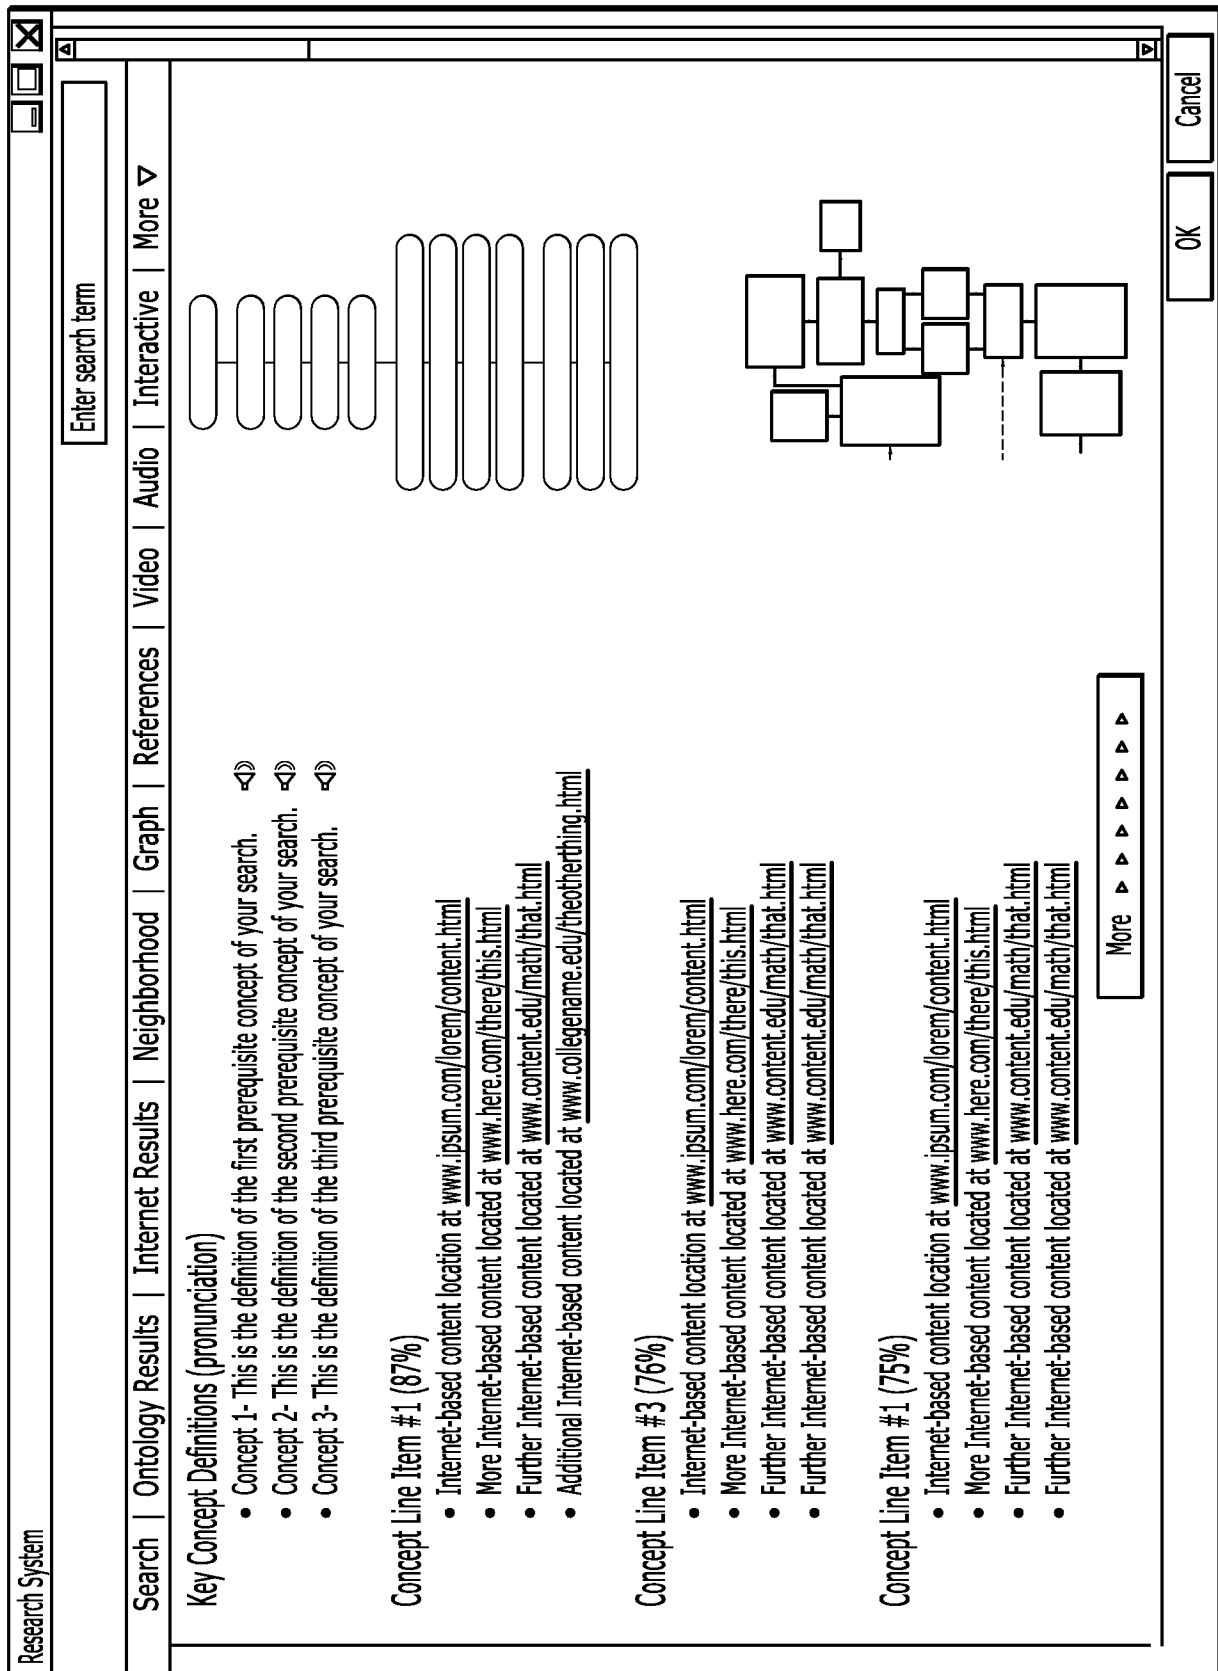 Research System
Enter search term
Search | Ontology Results | Internet Results | Neighborhood | Graph | References | Video | Audio | Interactive | More
Key Concept Definitions (pronunciation)
• Concept 1- This is the definition of the first prerequisite concept of your search.
• Concept 2- This is the definition of the second prerequisite concept of your search.
• Concept 3- This is the definition of the third prerequisite concept of your search.
Concept Line Item #1 (87%)
• Internet-based content location at www.ipsum.com/lorem/content.html
• More Internet-based content located at www.here.com/there/this.html
• Further Internet-based content located at www.content.edu/math/that.html
• Additional Internet-based content located at www.collegename.edu/theotherthing.html
Concept Line Item #3 (76%)
• Internet-based content location at www.ipsum.com/lorem/content.html
• More Internet-based content located at www.here.com/there/this.html
• Further Internet-based content located at www.content.edu/math/that.html
• Further Internet-based content located at www.content.edu/math/that.html
Concept Line Item #1 (75%)
• Internet-based content location at www.ipsum.com/lorem/content.html
• More Internet-based content located at www.here.com/there/this.html
• Further Internet-based content located at www.content.edu/math/that.html
• Further Internet-based content located at www.content.edu/math/that.html
More
OK
Cancel